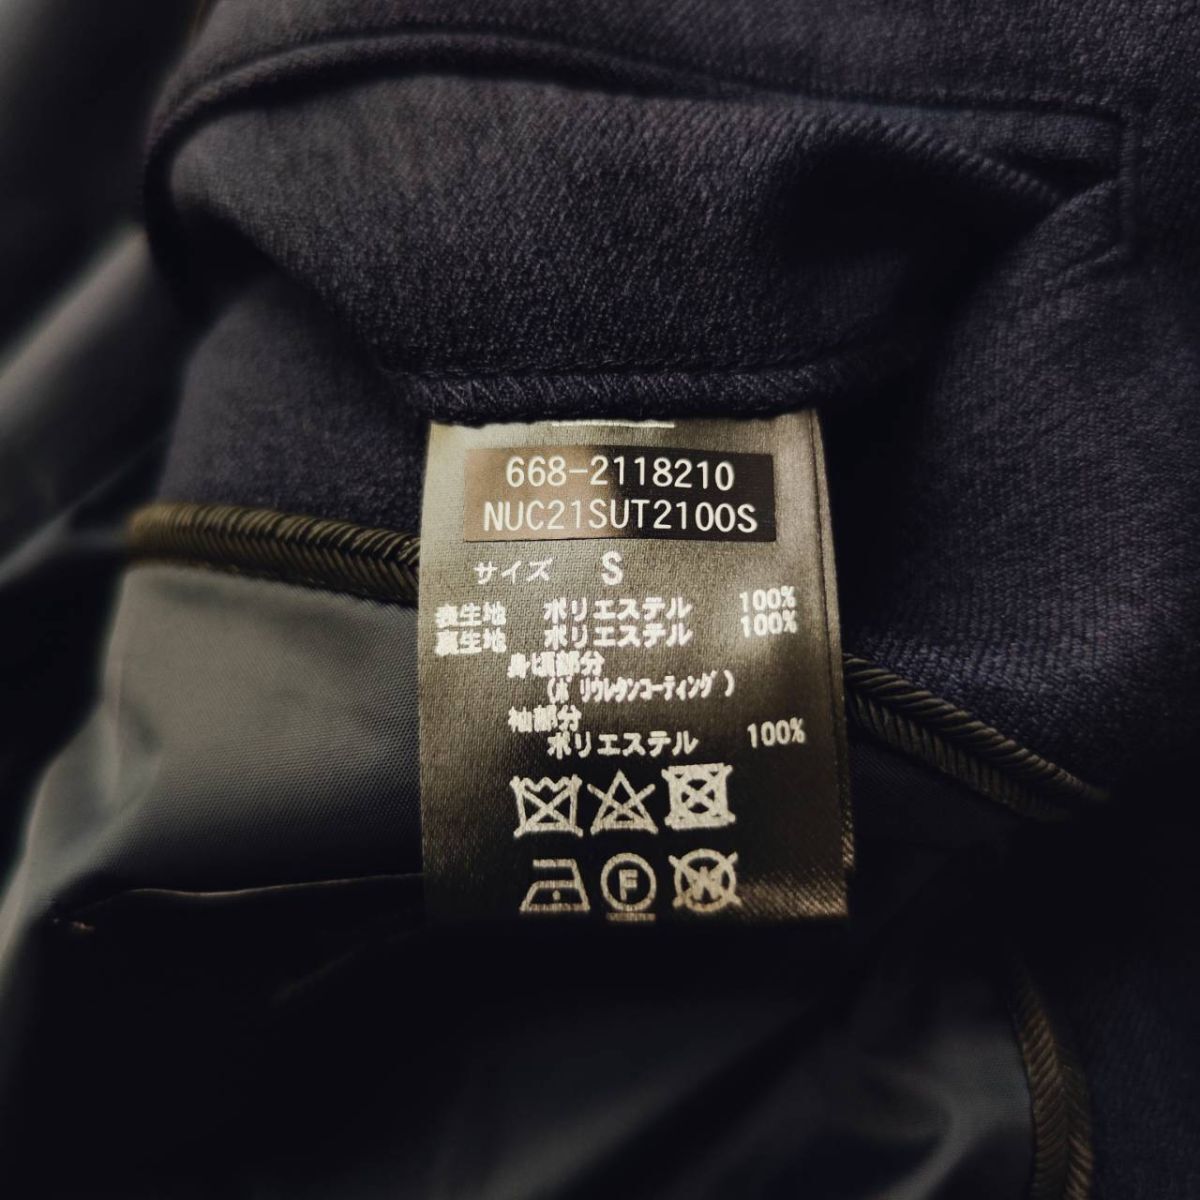 668-2118210
NUC21SUT2100S
サイズ S
表生地 ポリエステル 100%
裏生地 ポリエステル 100%
身頃部分
(ポリウレタンコーティング)
袖部分
ポリエステル 100%
F
W